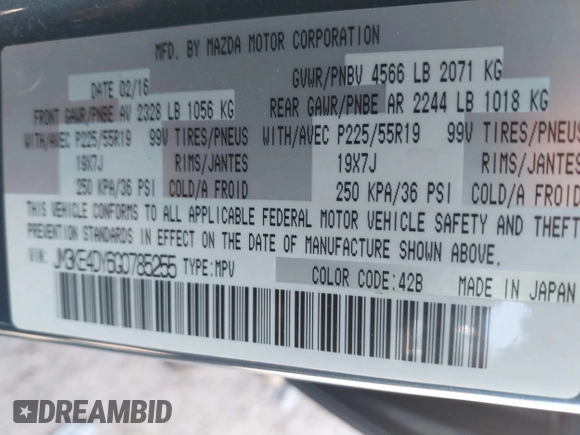 MFD. BY MAZDA MOTOR CORPORATION
DATE 02/16
GVWR/PNBV 4566 LB 2071 KG
FRONT GAWR/PNBE AV 2328 LB 1056 KG
REAR GAWR/PNBE AR 2244 LB 1018 KG
WITH/AVEC P225/55R19 99V TIRES/PNEUS
WITH/AVEC P225/55R19 99V TIRES/PNEUS
19X7J RIMS/JANTES
19X7J RIMS/JANTES
250 KPA/36 PSI COLD/A FROID
250 KPA/36 PSI COLD/A FROID
THIS VEHICLE CONFORMS TO ALL APPLICABLE FEDERAL MOTOR VEHICLE SAFETY AND THEFT
PREVENTION STANDARDS IN EFFECT ON THE DATE OF MANUFACTURE SHOWN ABOVE.
VIN: JM3KE4DY6G0785255 TYPE:MPV
COLOR CODE:42B
MADE IN JAPAN
DREAMBID